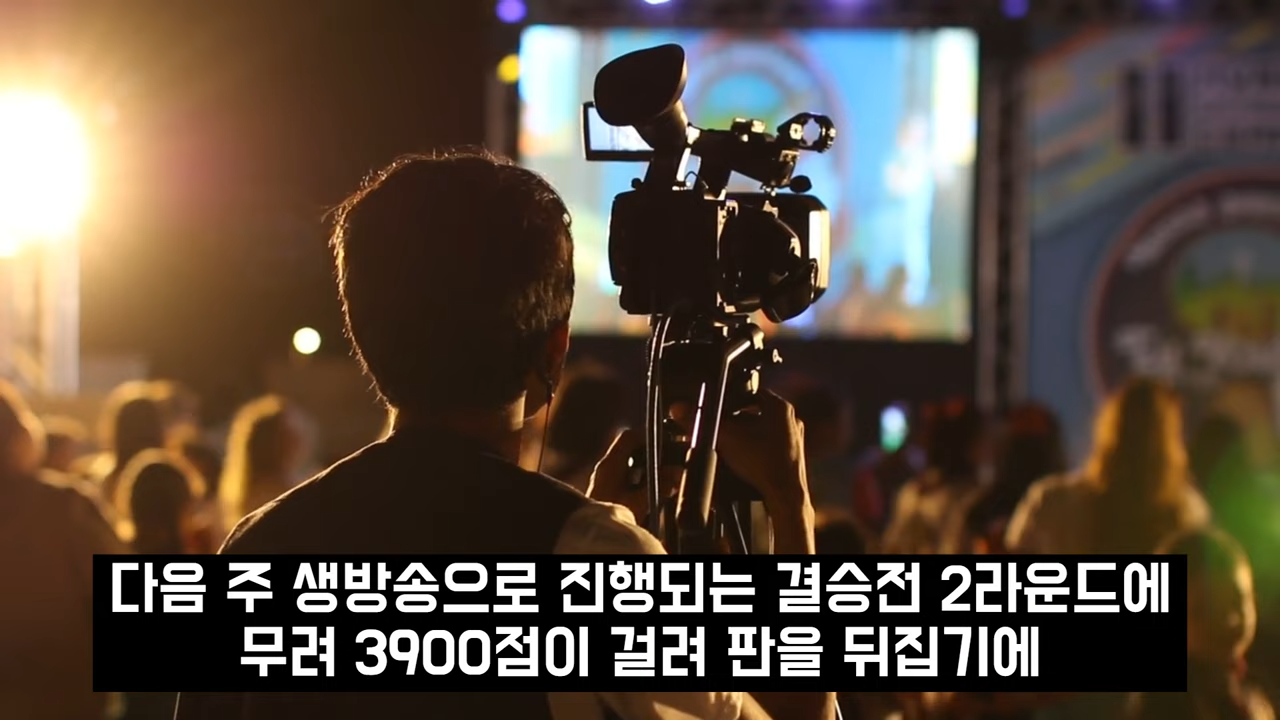 다음 주 생방송으로 진행되는 결승전 2라운드에
무려 3900점이 걸려 판을 뒤집기에